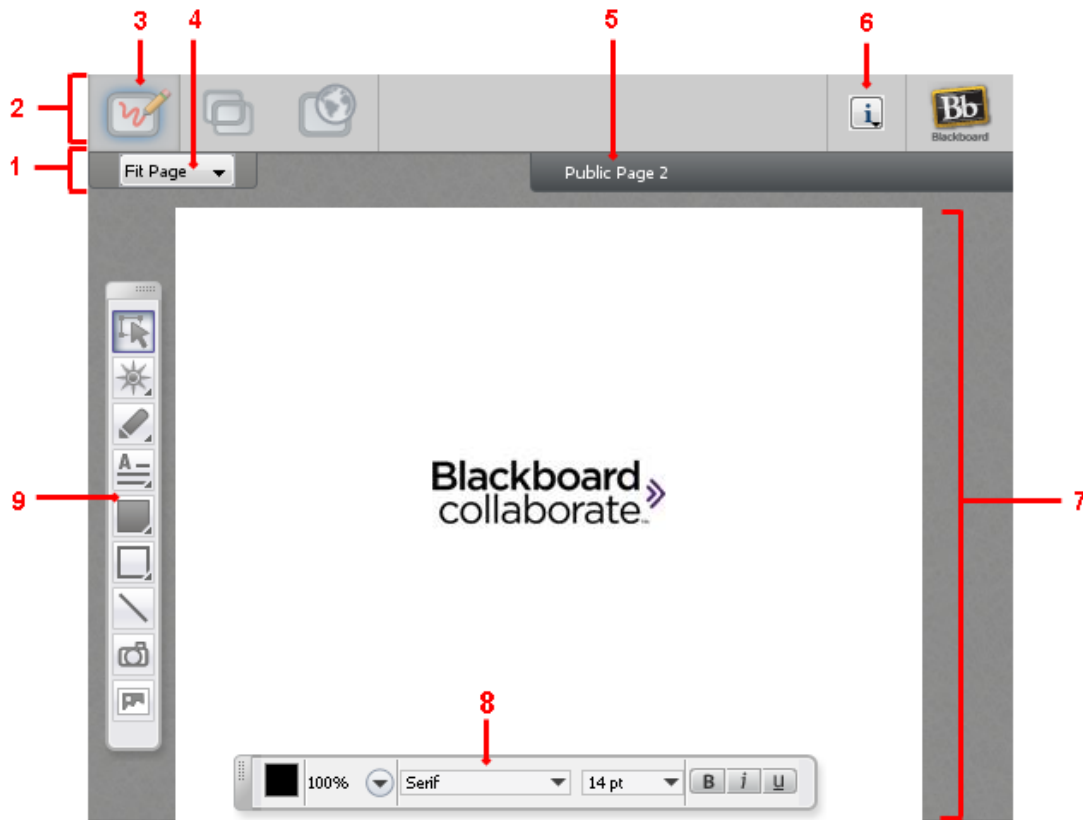 3 4 5 6
2
Bb
Blackboard
1
Fit Page
Public Page 2
i
A
9
Blackboard
collaborate™
7
8
100% Serif 14 pt B i U